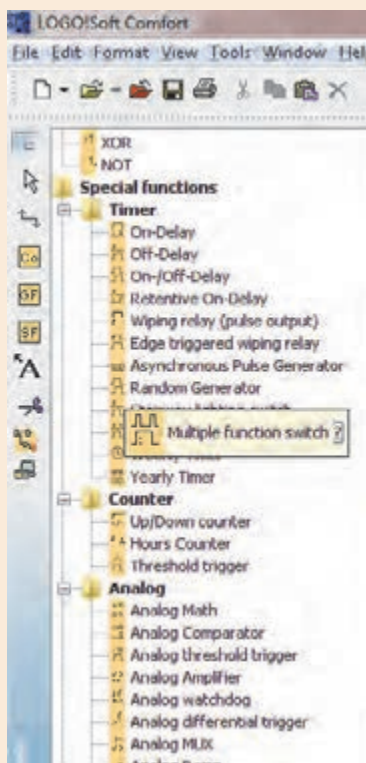 LOGO!Soft Comfort
File Edit Format View Tools Window Hel
XOR
NOT
Special functions
Timer
On-Delay
Off-Delay
On-/Off-Delay
Retentive On-Delay
Wiping relay (pulse output)
Edge triggered wiping relay
Asynchronous Pulse Generator
Random Generator
Multiple function switch ?
Yearly Timer
Counter
Up/Down counter
Hours Counter
Threshold trigger
Analog
Analog Math
Analog Comparator
Analog threshold trigger
Analog Amplifier
Analog watchdog
Analog differential trigger
Analog MUX
Co
GF
SF
A